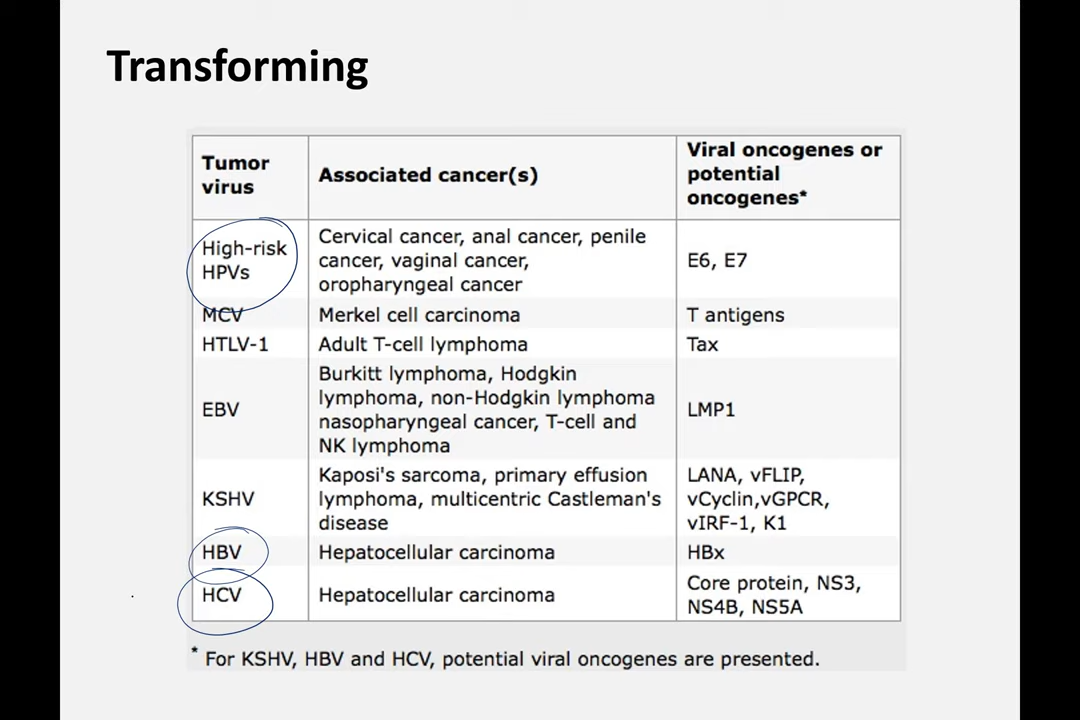 Transforming
Tumor
virus
Associated cancer(s)
Viral oncogenes or
potential
oncogenes*
High-risk
HPVs
Cervical cancer, anal cancer, penile
cancer, vaginal cancer,
oropharyngeal cancer
E6, E7
MCV
Merkel cell carcinoma
T antigens
HTLV-1
Adult T-cell lymphoma
Tax
EBV
Burkitt lymphoma, Hodgkin
lymphoma, non-Hodgkin lymphoma
nasopharyngeal cancer, T-cell and
NK lymphoma
LMP1
KSHV
Kaposi's sarcoma, primary effusion
lymphoma, multicentric Castleman's
disease
LANA, vFLIP,
vCyclin,vGPCR,
vIRF-1, K1
HBV
Hepatocellular carcinoma
HBx
HCV
Hepatocellular carcinoma
Core protein, NS3,
NS4B, NS5A
* For KSHV, HBV and HCV, potential viral oncogenes are presented.